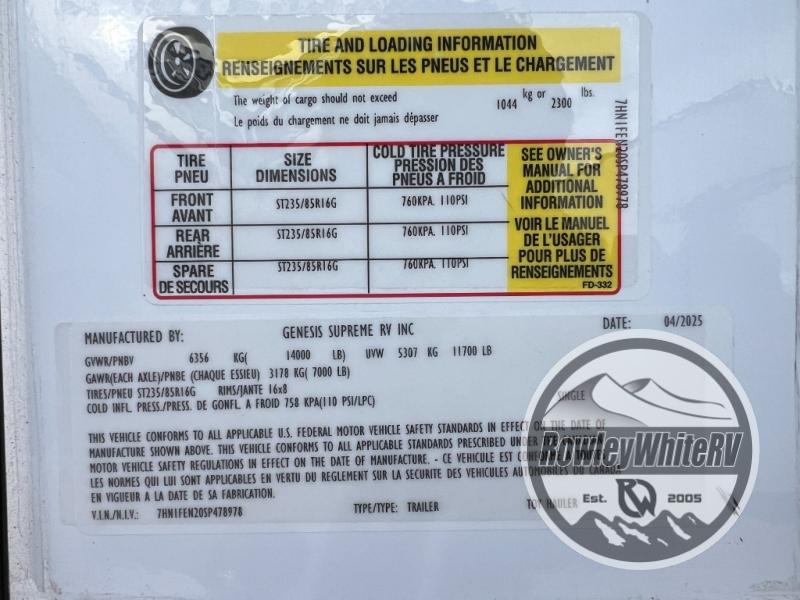 TIRE AND LOADING INFORMATION
RENSEIGNEMENTS SUR LES PNEUS ET LE CHARGEMENT
The weight of cargo should not exceed
Le poids du chargement ne doit jamais dépasser
1044 kg or 2300 lbs.
7HN1FEN20SP478978
TIRE PNEU SIZE DIMENSIONS COLD TIRE PRESSURE PRESSION DES PNEUS A FROID
FRONT AVANT ST235/85R16G 760KPA. 110PSI
REAR ARRIÈRE ST235/85R16G 760KPA. 110PSI
SPARE DE SECOURS ST235/85R16G 760KPA. 110PSI
SEE OWNER'S
MANUAL FOR
ADDITIONAL
INFORMATION
VOIR LE MANUEL
DE L'USAGER
POUR PLUS DE
RENSEIGNEMENTS
FD-332
MANUFACTURED BY: GENESIS SUPREME RV INC DATE: 04/2025
GVWR/PNBV 6356 KG( 14000 LB) UVW 5307 KG 11700 LB
GAWR(EACH AXLE)/PNBE (CHAQUE ESSIEU) 3178 KG( 7000 LB)
TIRES/PNEU ST235/85R16G RIMS/JANTE 16x8 SINGLE
COLD INFL. PRESS./PRESS. DE GONFL. A FROID 758 KPA(110 PSI/LPC)
THIS VEHICLE CONFORMS TO ALL APPLICABLE U.S. FEDERAL MOTOR VEHICLE SAFETY STANDARDS IN EFFECT ON THE DATE OF
MANUFACTURE SHOWN ABOVE. THIS VEHICLE CONFORMS TO ALL APPLICABLE STANDARDS PRESCRIBED UNDER
MOTOR VEHICLE SAFETY REGULATIONS IN EFFECT ON THE DATE OF MANUFACTURE. - CE VEHICULE EST CONFORME
LES NORMES QUI LUI SONT APPLICABLES EN VERTU DU REGLEMENT SUR LA SECURITE DES VEHICULES AUTOMOBILES DU CANADA
EN VIGUEUR A LA DATE DE SA FABRICATION.
V.I.N./N.I.V.: 7HN1FEN20SP478978 TYPE/TYPE: TRAILER TOY HAULER
RowleyWhiteRV
Est. RW 2005